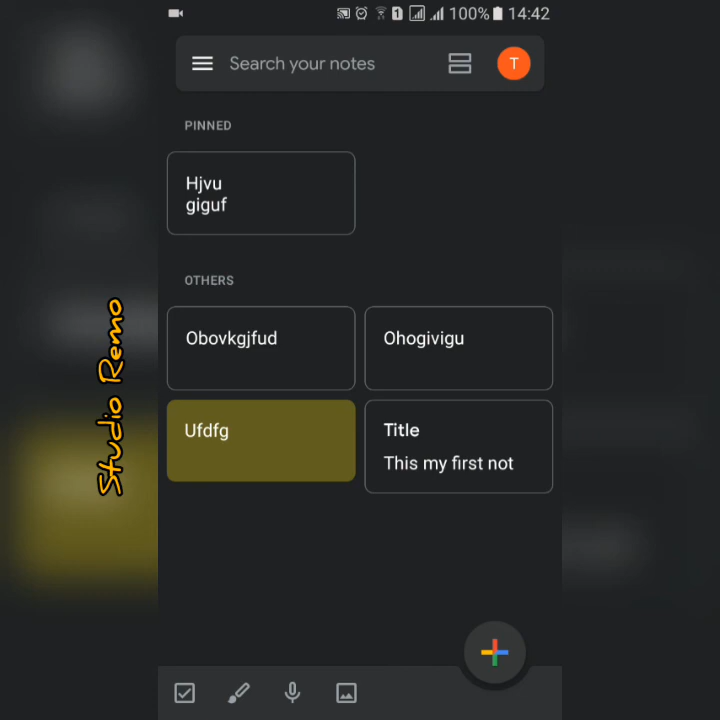 1 100% 14:42
Search your notes
T
PINNED
Hjvu
giguf
OTHERS
Obovkgjfud
Ohogivigu
Ufdfg
Title
This my first not
Studio Remo